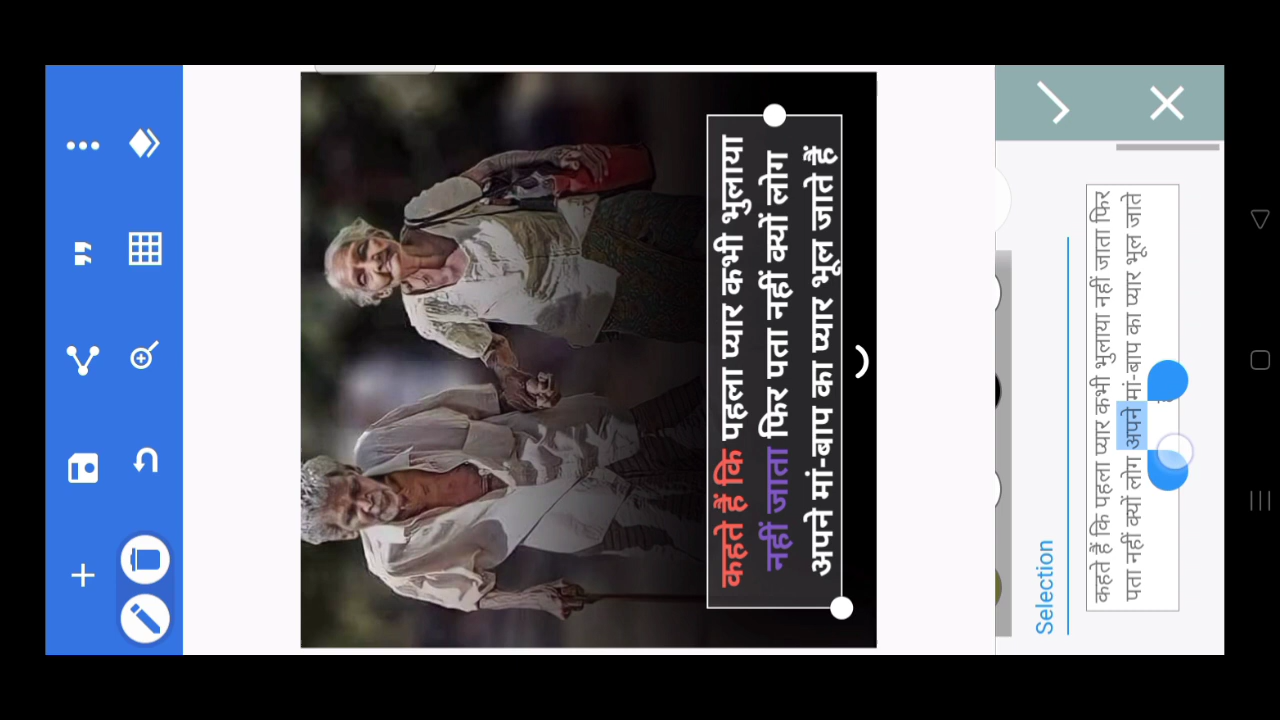 कहते हैं कि पहला प्यार कभी भुलाया
नहीं जाता फिर पता नहीं क्यों लोग
अपने मां-बाप का प्यार भूल जाते हैं
Selection
कहते हैं कि पहला प्यार कभी भुलाया नहीं जाता फिर
पता नहीं क्यों लोग अपने मां-बाप का प्यार भूल जाते